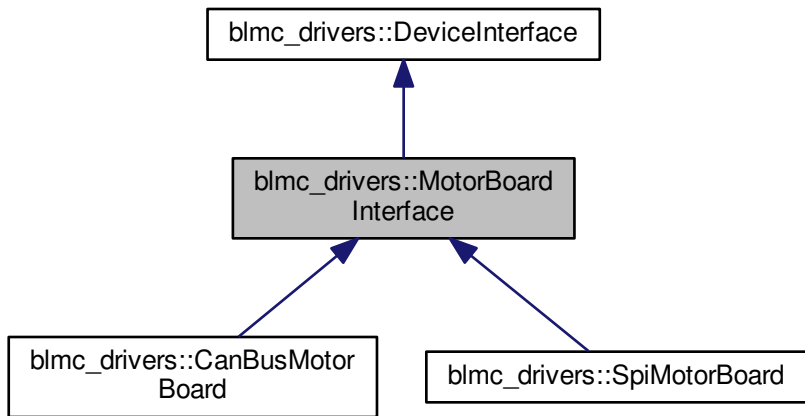 blmc_drivers::DeviceInterface
blmc_drivers::MotorBoard
Interface
blmc_drivers::CanBusMotor
Board
blmc_drivers::SpiMotorBoard